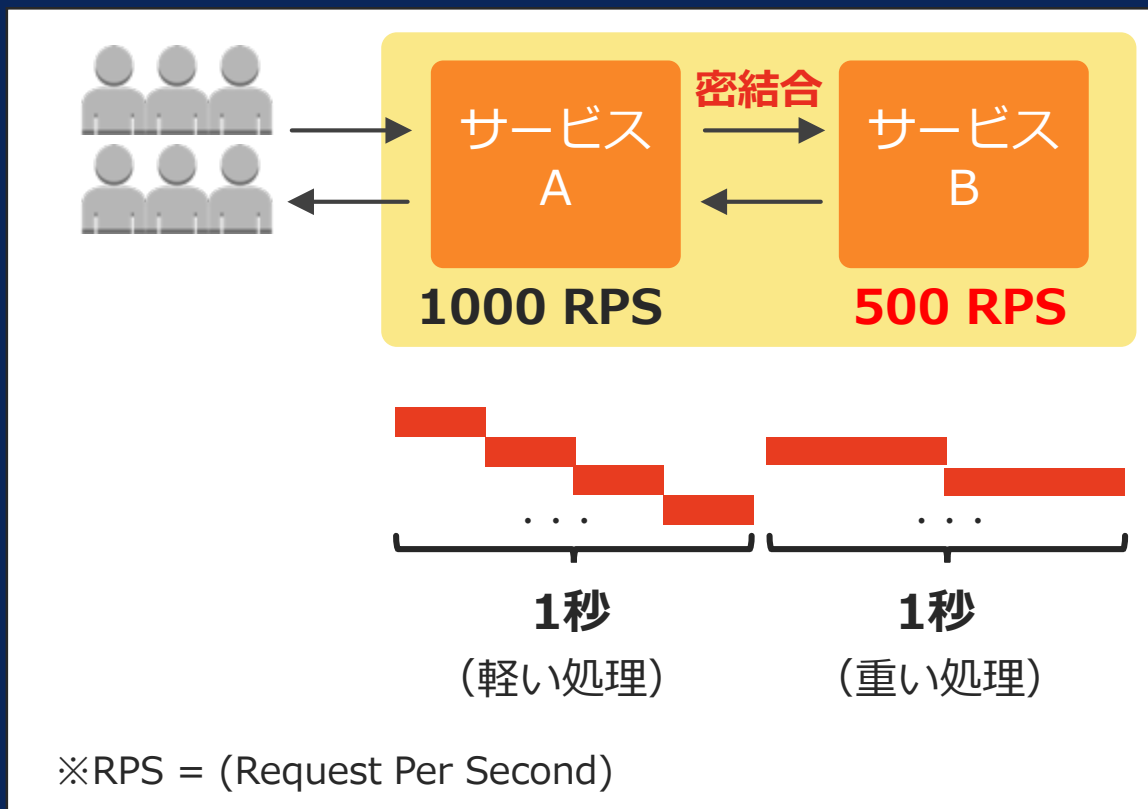 密結合
サービス
A
サービス
B
1000 RPS
500 RPS
・・・
・・・
1秒
1秒
（軽い処理）
（重い処理）
※RPS = (Request Per Second)